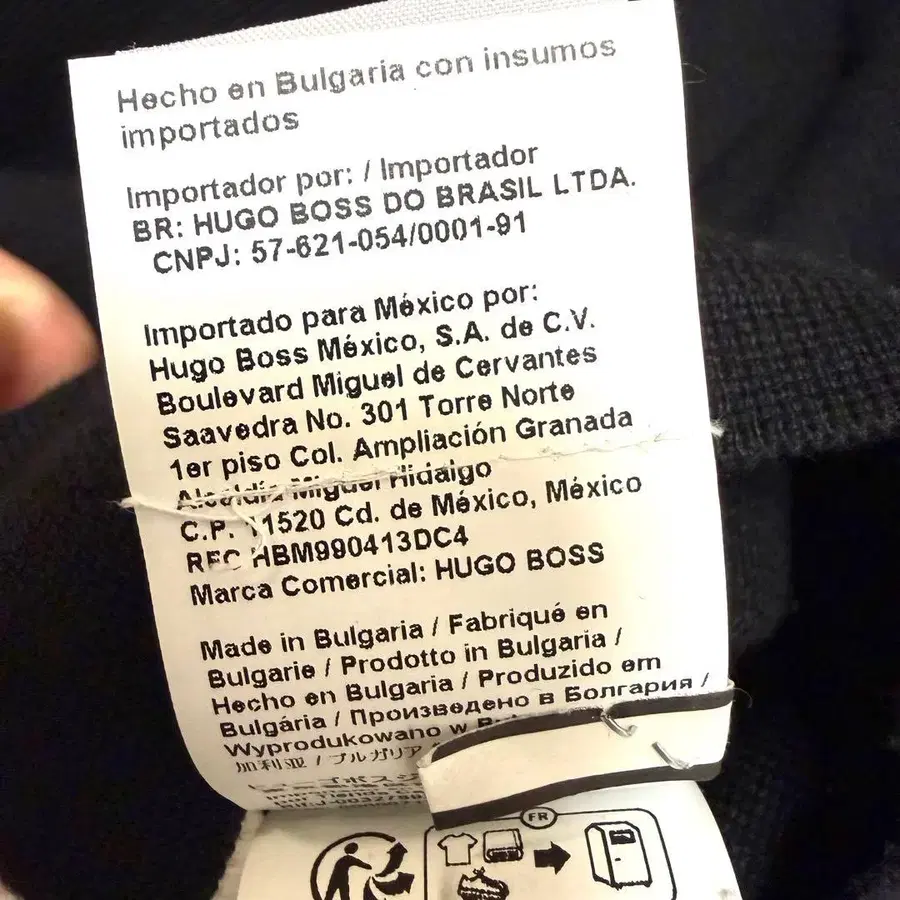 Hecho en Bulgaria con insumos
importados
Importador por: / Importador
BR: HUGO BOSS DO BRASIL LTDA.
CNPJ: 57-621-054/0001-91
Importado para México por:
Hugo Boss México, S.A. de C.V.
Boulevard Miguel de Cervantes
Saavedra No. 301 Torre Norte
1er piso Col. Ampliación Granada
Alcaldía Miguel Hidalgo
C.P. 11520 Cd. de México, México
RFC HBM990413DC4
Marca Comercial: HUGO BOSS
Made in Bulgaria / Fabriqué en
Bulgarie / Prodotto in Bulgaria /
Hecho en Bulgaria / Produzido em
Bulgária / Произведено в Болгария /
Wyprodukowano w
加利亚 / ブルガリア
FR